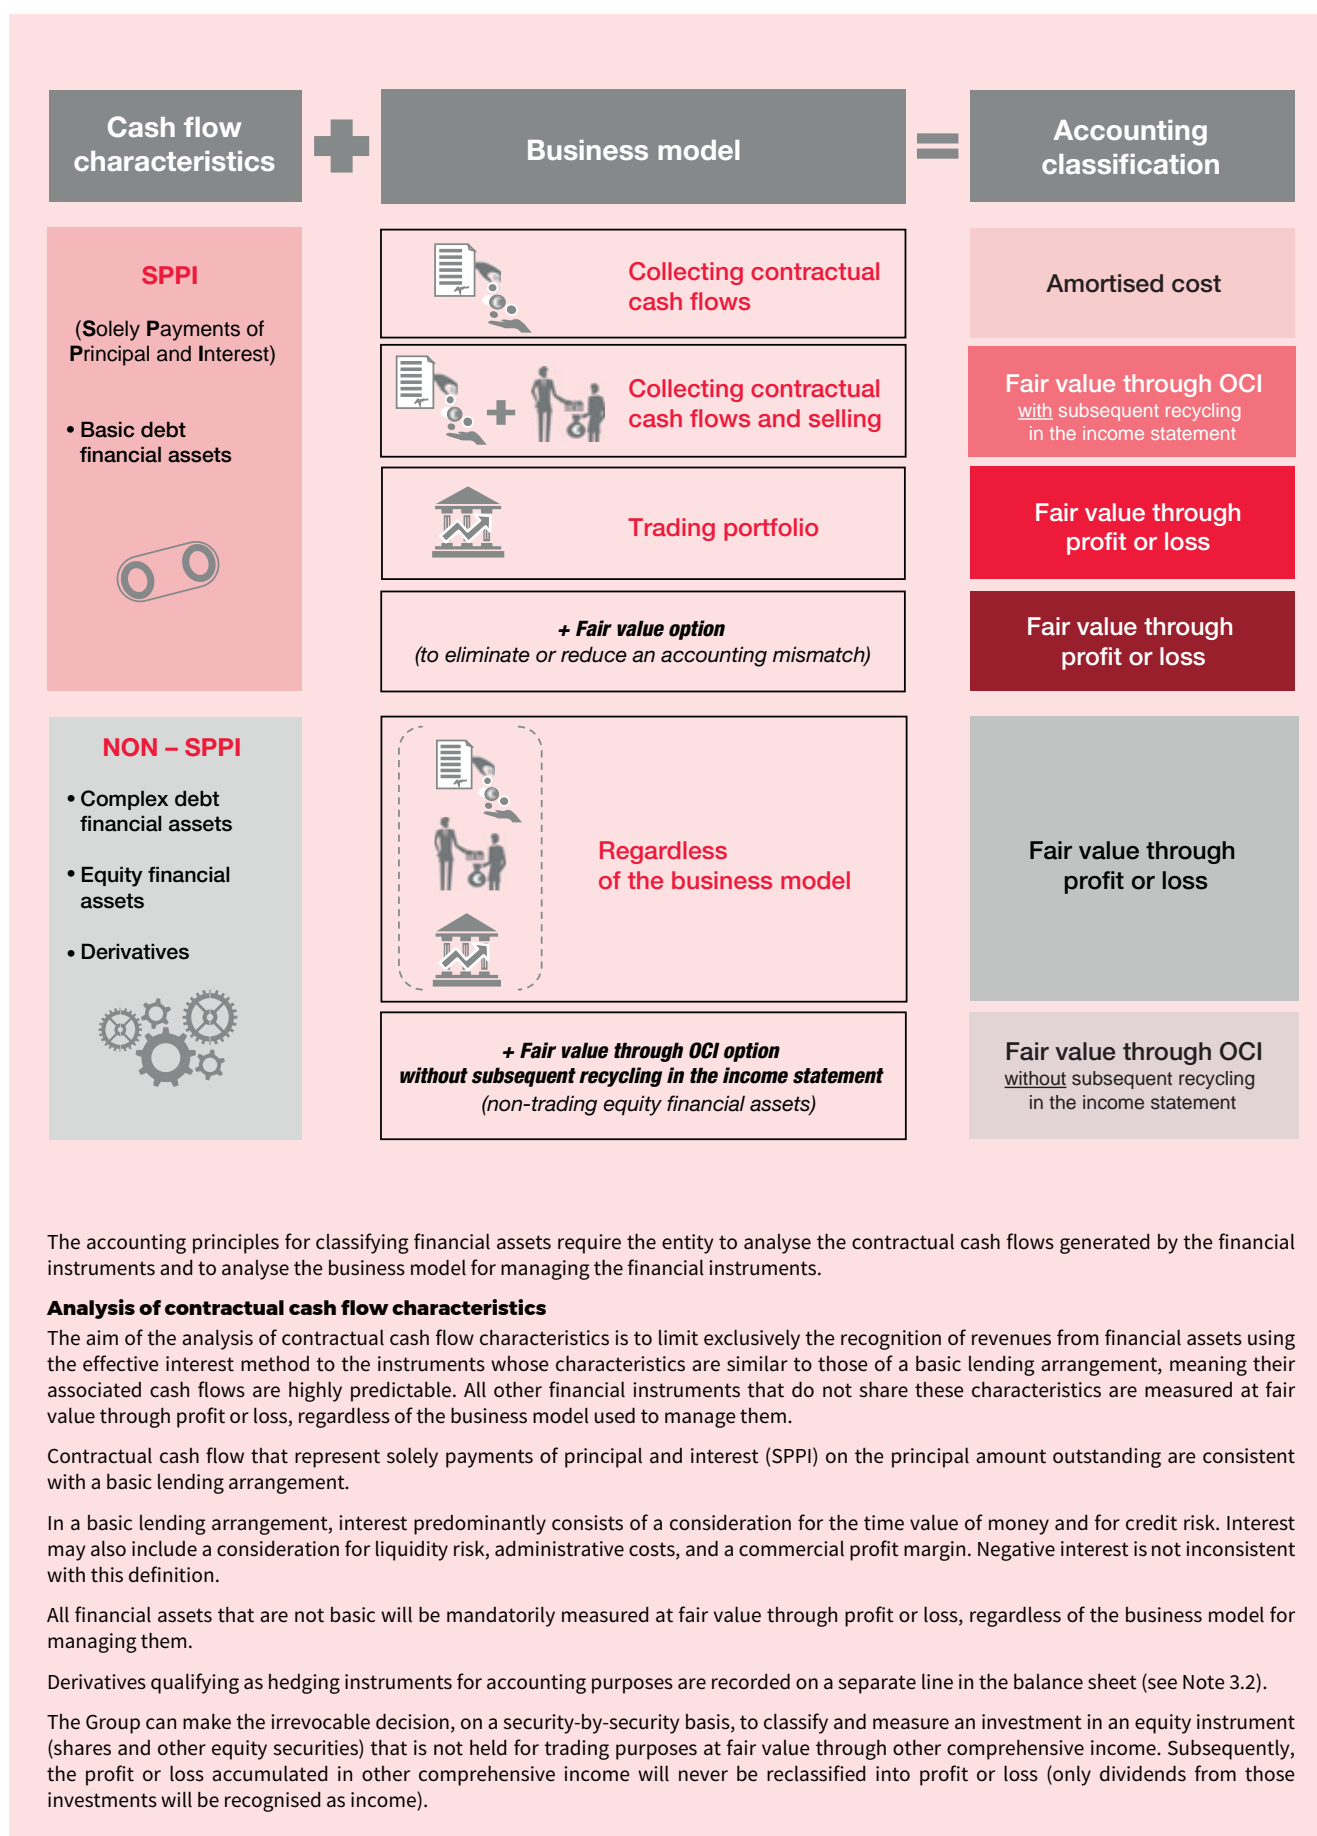 Cash flow
characteristics
Business model
Accounting
classification
SPPI
(Solely Payments of
Principal and Interest)
• Basic debt
financial assets
Collecting contractual
cash flows
Amortised cost
Collecting contractual
cash flows and selling
Fair value through OCI
with subsequent recycling
in the income statement
Trading portfolio
Fair value through
profit or loss
+ Fair value option
(to eliminate or reduce an accounting mismatch)
Fair value through
profit or loss
NON – SPPI
• Complex debt
financial assets
• Equity financial
assets
• Derivatives
Regardless
of the business model
Fair value through
profit or loss
+ Fair value through OCI option
without subsequent recycling in the income statement
(non-trading equity financial assets)
Fair value through OCI
without subsequent recycling
in the income statement
The accounting principles for classifying financial assets require the entity to analyse the contractual cash flows generated by the financial
instruments and to analyse the business model for managing the financial instruments.
Analysis of contractual cash flow characteristics
The aim of the analysis of contractual cash flow characteristics is to limit exclusively the recognition of revenues from financial assets using
the effective interest method to the instruments whose characteristics are similar to those of a basic lending arrangement, meaning their
associated cash flows are highly predictable. All other financial instruments that do not share these characteristics are measured at fair
value through profit or loss, regardless of the business model used to manage them.
Contractual cash flow that represent solely payments of principal and interest (SPPI) on the principal amount outstanding are consistent
with a basic lending arrangement.
In a basic lending arrangement, interest predominantly consists of a consideration for the time value of money and for credit risk. Interest
may also include a consideration for liquidity risk, administrative costs, and a commercial profit margin. Negative interest is not inconsistent
with this definition.
All financial assets that are not basic will be mandatorily measured at fair value through profit or loss, regardless of the business model for
managing them.
Derivatives qualifying as hedging instruments for accounting purposes are recorded on a separate line in the balance sheet (see Note 3.2).
The Group can make the irrevocable decision, on a security-by-security basis, to classify and measure an investment in an equity instrument
(shares and other equity securities) that is not held for trading purposes at fair value through other comprehensive income. Subsequently,
the profit or loss accumulated in other comprehensive income will never be reclassified into profit or loss (only dividends from those
investments will be recognised as income).